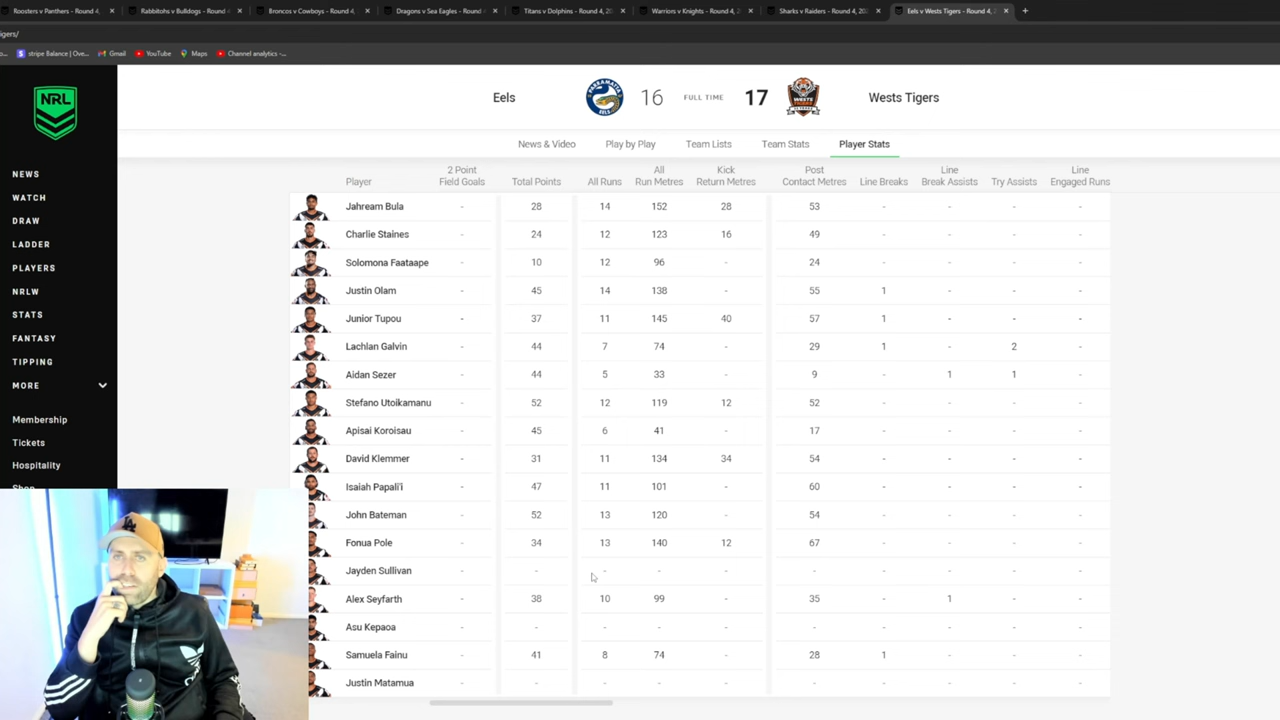 Roosters v Panthers - Round 4, × Rabbitohs v Bulldogs - Round 4 × Broncos v Cowboys - Round 4, × Dragons v Sea Eagles - Round × Titans v Dolphins - Round 4, 20 × Warriors v Knights - Round 4, 2 × Sharks v Raiders - Round 4, 202 × Eels v Wests Tigers - Round 4, 2 × +
igers/
stripe Balance | Ove... Gmail YouTube Maps Channel analytics -...
NRL
Eels 16 FULL TIME 17 Wests Tigers
News & Video Play by Play Team Lists Team Stats Player Stats
NEWS
WATCH
DRAW
LADDER
PLAYERS
NRLW
STATS
FANTASY
TIPPING
MORE
Membership
Tickets
Hospitality
Player 2 Point Field Goals Total Points All Runs All Run Metres Kick Return Metres Post Contact Metres Line Breaks Line Break Assists Try Assists Line Engaged Runs
Jahream Bula - 28 14 152 28 53 - - - -
Charlie Staines - 24 12 123 16 49 - - - -
Solomona Faataape - 10 12 96 - 24 - - - -
Justin Olam - 45 14 138 - 55 1 - - -
Junior Tupou - 37 11 145 40 57 1 - - -
Lachlan Galvin - 44 7 74 - 29 1 - 2 -
Aidan Sezer - 44 5 33 - 9 - 1 1 -
Stefano Utoikamanu - 52 12 119 12 52 - - - -
Apisai Koroisau - 45 6 41 - 17 - - - -
David Klemmer - 31 11 134 34 54 - - - -
Isaiah Papali'i - 47 11 101 - 60 - - - -
John Bateman - 52 13 120 - 54 - - - -
Fonua Pole - 34 13 140 12 67 - - - -
Jayden Sullivan - - - - - - - - - -
Alex Seyfarth - 38 10 99 - 35 - 1 - -
Asu Kepaoa - - - - - - - - - -
Samuela Fainu - 41 8 74 - 28 1 - - -
Justin Matamua - - - - - - - - - -
LA